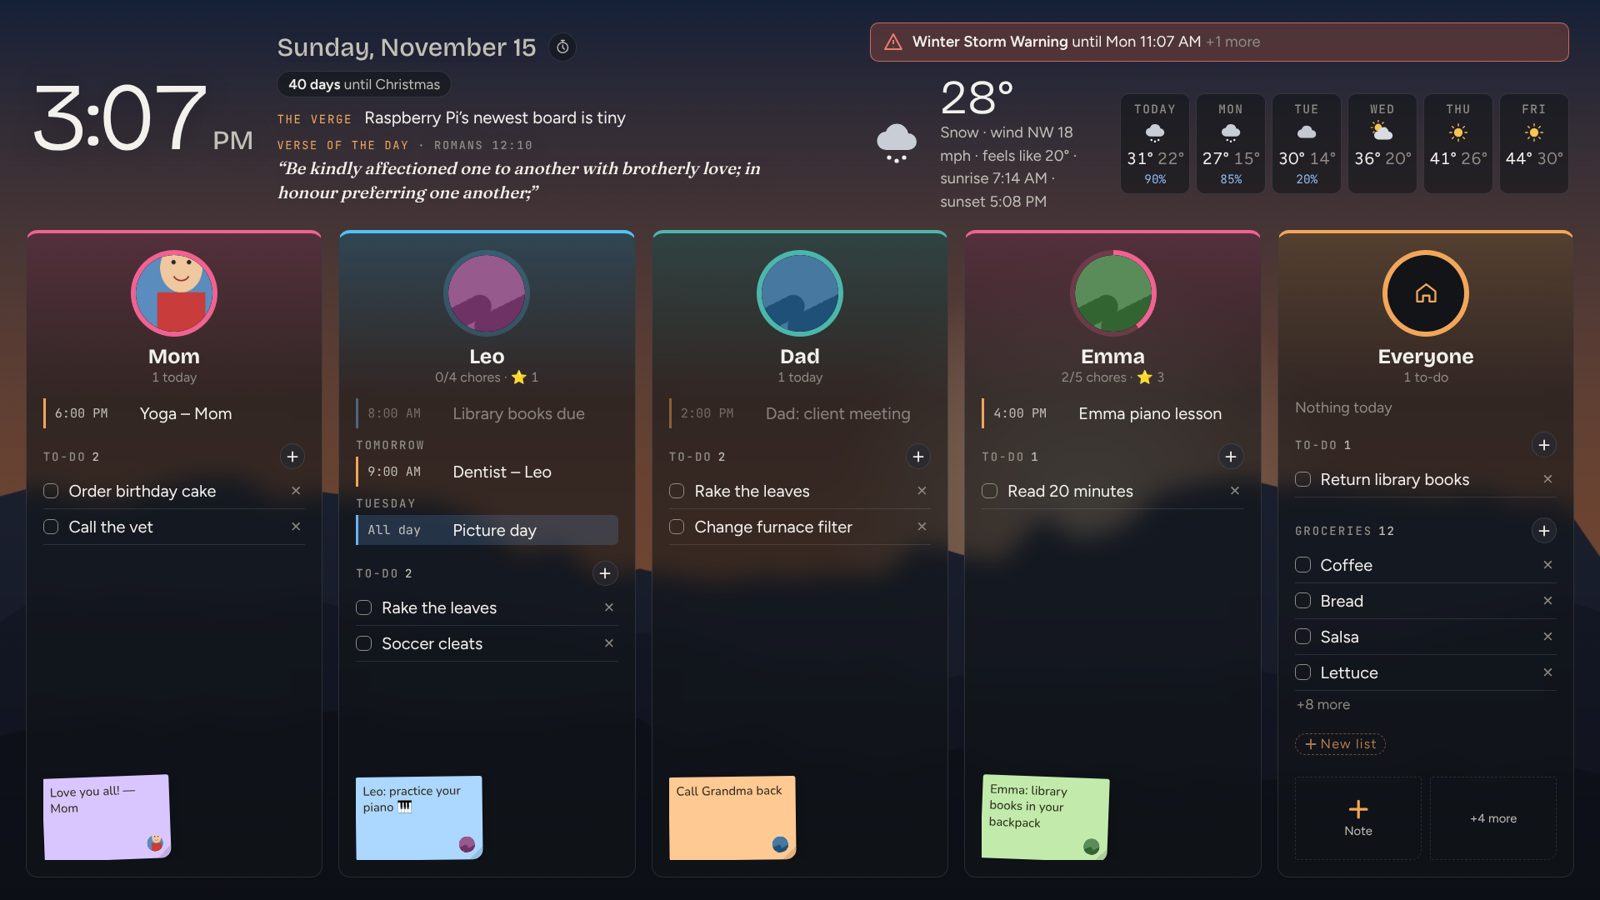 3:07 PM
Sunday, November 15
40 days until Christmas
THE VERGE Raspberry Pi’s newest board is tiny
VERSE OF THE DAY · ROMANS 12:10
“Be kindly affectioned one to another with brotherly love; in
honour preferring one another;”
Winter Storm Warning until Mon 11:07 AM +1 more
28°
Snow · wind NW 18
mph · feels like 20° ·
sunrise 7:14 AM ·
sunset 5:08 PM
TODAY
31° 22°
90%
MON
27° 15°
85%
TUE
30° 14°
20%
WED
36° 20°
THU
41° 26°
FRI
44° 30°
Mom
1 today
6:00 PM Yoga – Mom
TO-DO 2
Order birthday cake
Call the vet
Love you all! —
Mom
Leo
0/4 chores · ⭐ 1
8:00 AM Library books due
TOMORROW
9:00 AM Dentist – Leo
TUESDAY
All day Picture day
TO-DO 2
Rake the leaves
Soccer cleats
Leo: practice your
piano 🎹
Dad
1 today
2:00 PM Dad: client meeting
TO-DO 2
Rake the leaves
Change furnace filter
Call Grandma back
Emma
2/5 chores · ⭐ 3
4:00 PM Emma piano lesson
TO-DO 1
Read 20 minutes
Emma: library
books in your
backpack
Everyone
1 to-do
Nothing today
TO-DO 1
Return library books
GROCERIES 12
Coffee
Bread
Salsa
Lettuce
+8 more
+ New list
Note
+4 more